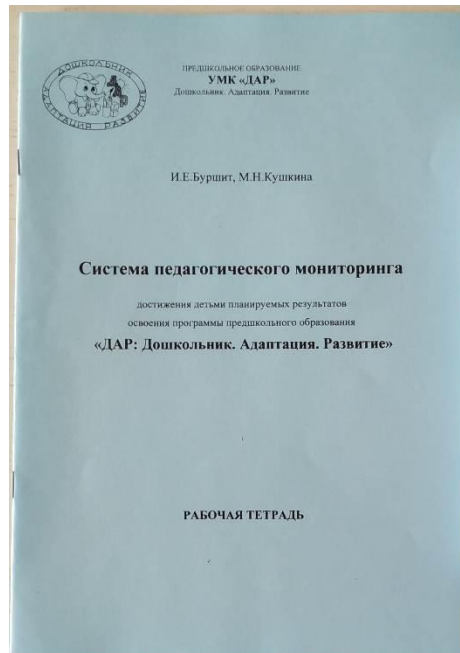 ДОШКОЛЬНИК
АДАПТАЦИЯ РАЗВИТИЕ
ПРЕДШКОЛЬНОЕ ОБРАЗОВАНИЕ
УМК «ДАР»
Дошкольник. Адаптация. Развитие
И.Е.Буршит, М.Н.Кушкина
Система педагогического мониторинга
достижения детьми планируемых результатов
освоения программы предшкольного образования
«ДАР: Дошкольник. Адаптация. Развитие»
РАБОЧАЯ ТЕТРАДЬ